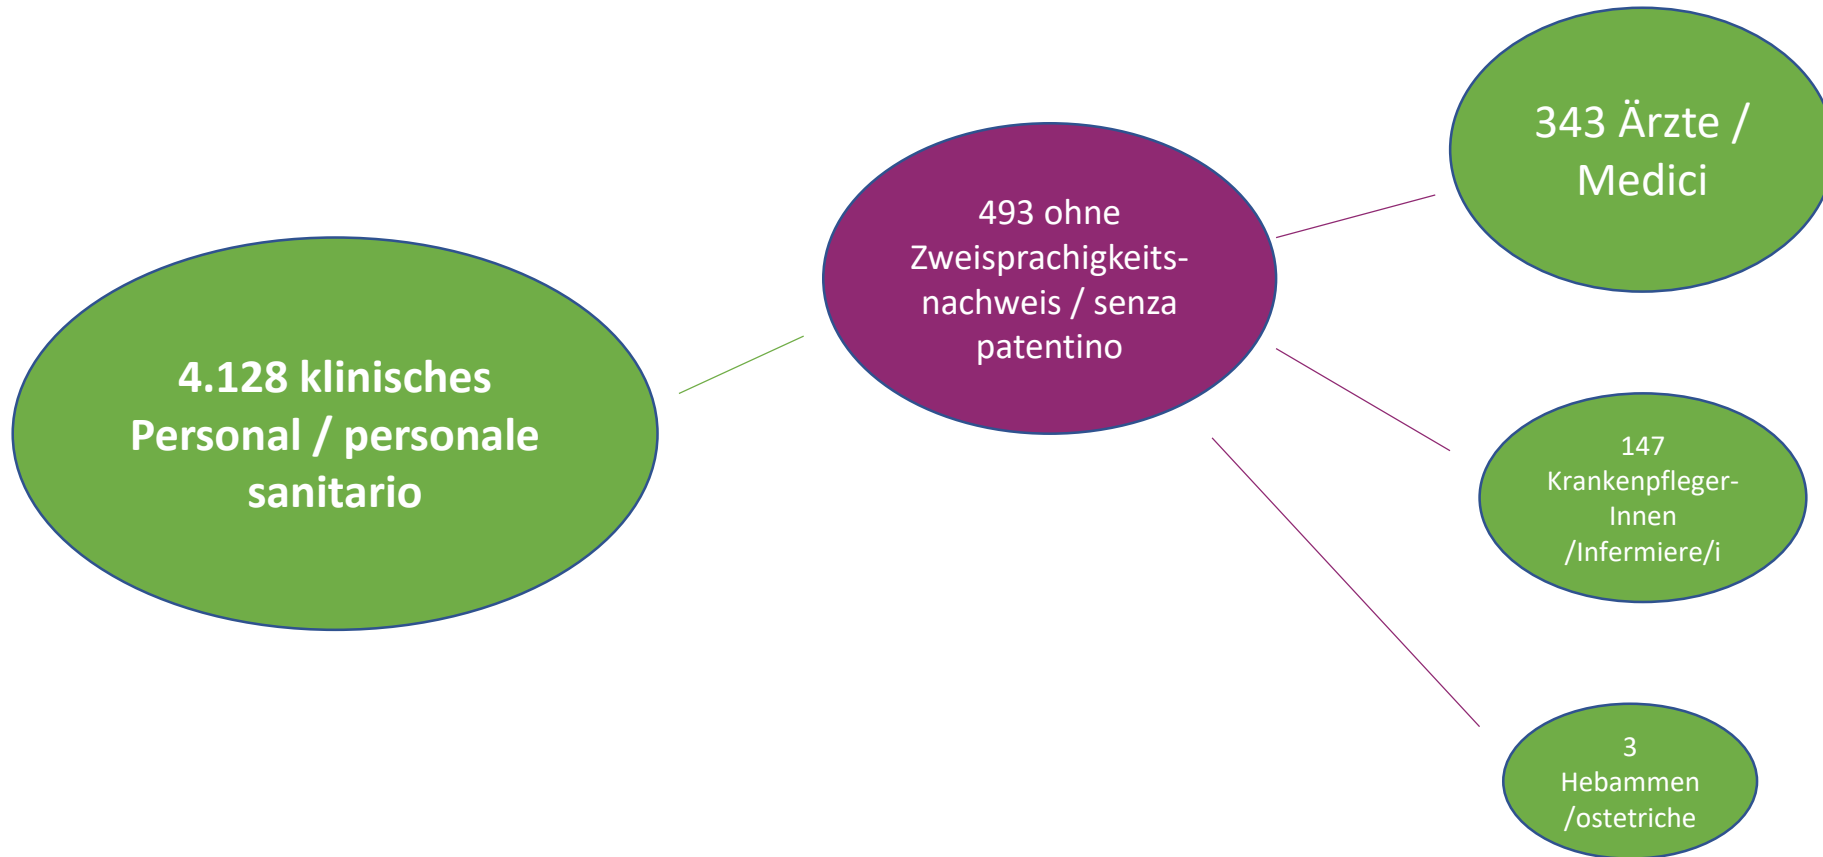 4.128 klinisches
Personal / personale
sanitario
493 ohne
Zweisprachigkeits-
nachweis / senza
patentino
343 Ärzte /
Medici
147
Krankenpfleger-
Innen
/Infermiere/i
3
Hebammen
/ostetriche